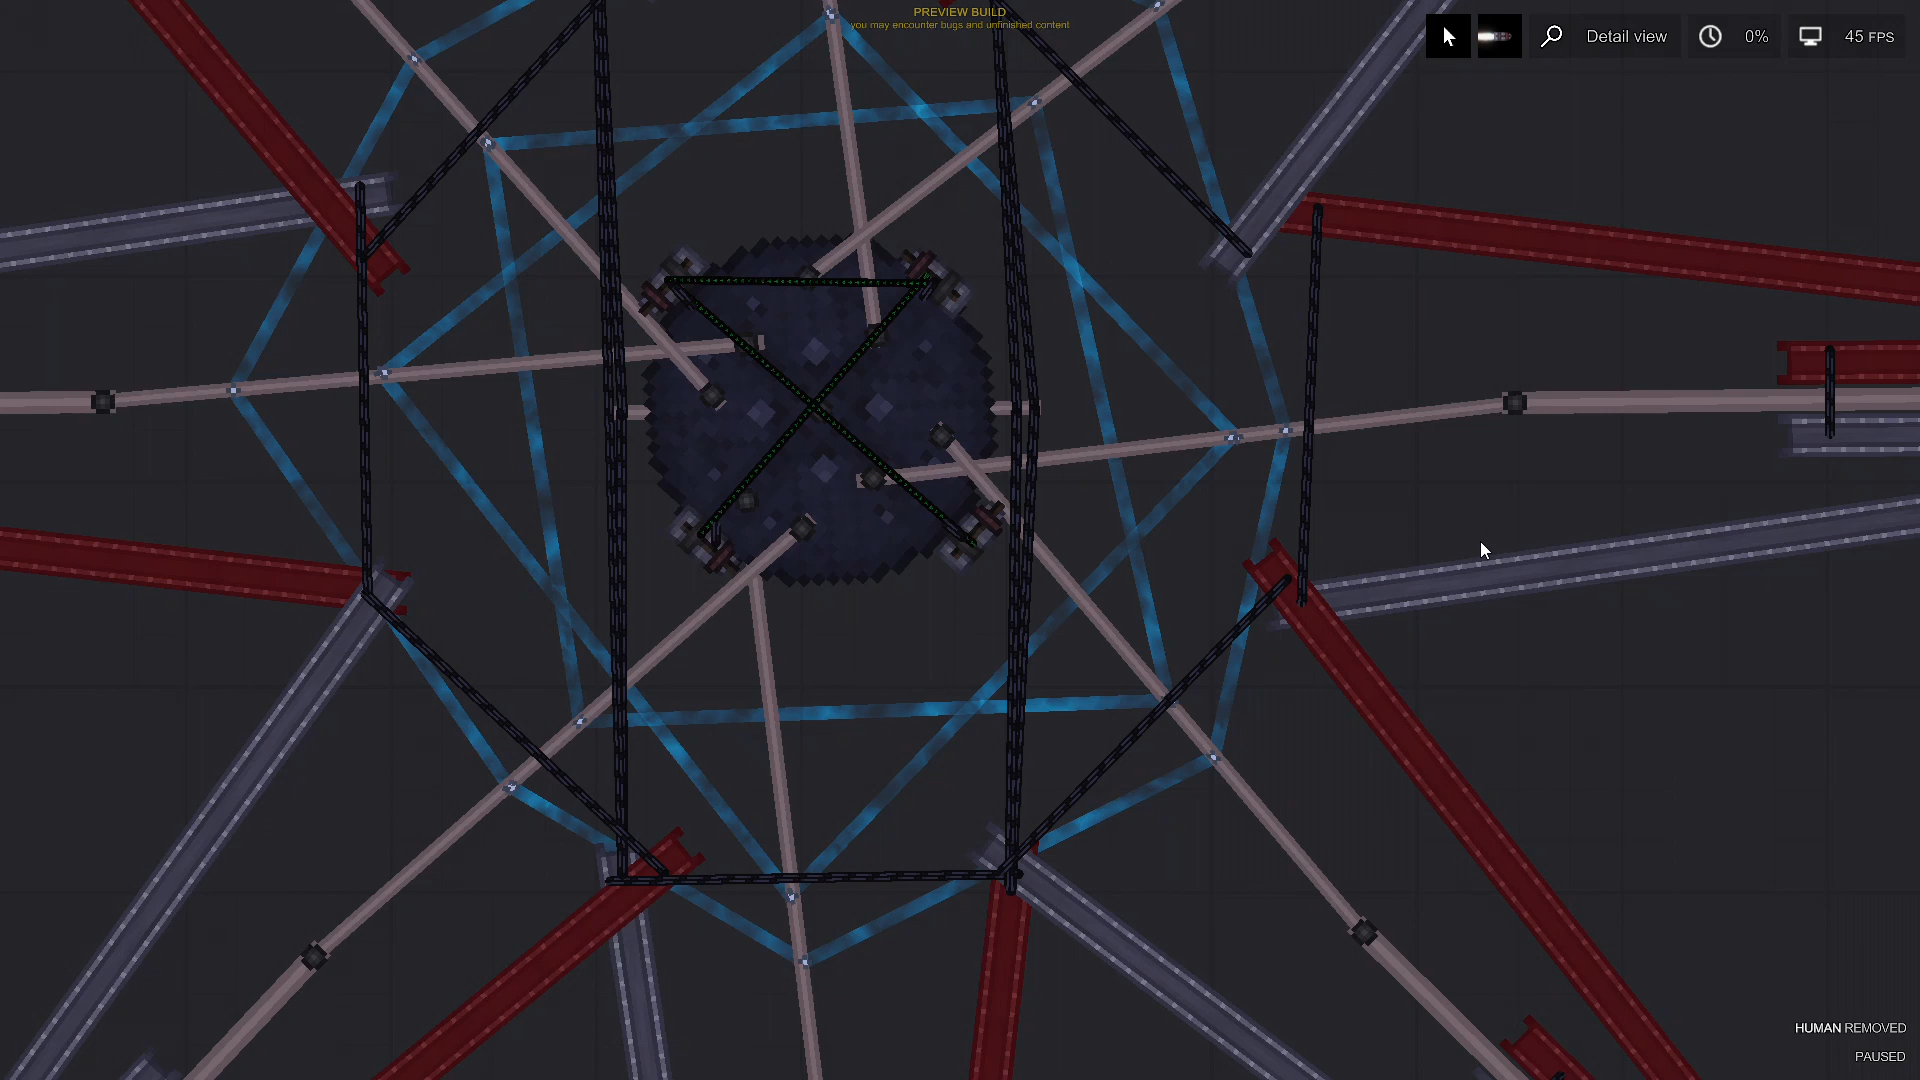 PREVIEW BUILD
you may encounter bugs and unfinished content
Detail view
0%
45 FPS
HUMAN REMOVED
PAUSED